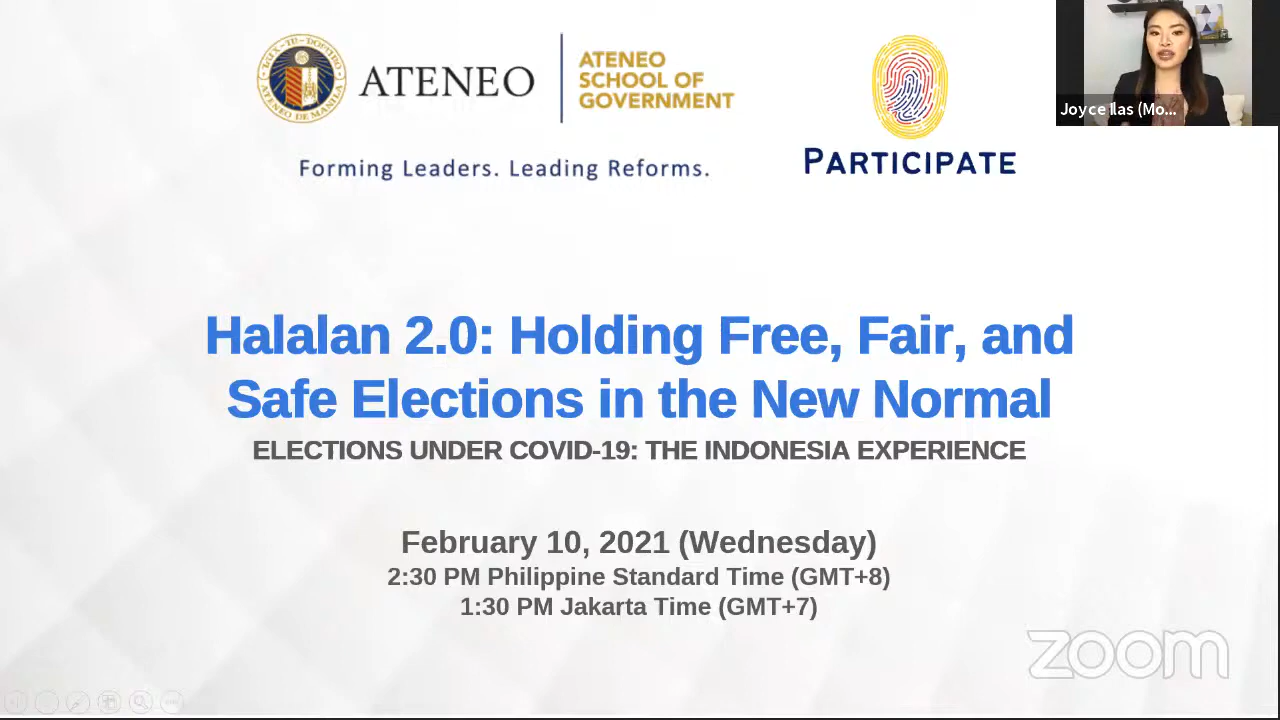 ATENEO
ATENEO
SCHOOL OF
GOVERNMENT
Forming Leaders. Leading Reforms.
PARTICIPATE
Joyce Ilas (Mo...
Halalan 2.0: Holding Free, Fair, and
Safe Elections in the New Normal
ELECTIONS UNDER COVID-19: THE INDONESIA EXPERIENCE
February 10, 2021 (Wednesday)
2:30 PM Philippine Standard Time (GMT+8)
1:30 PM Jakarta Time (GMT+7)
zoom